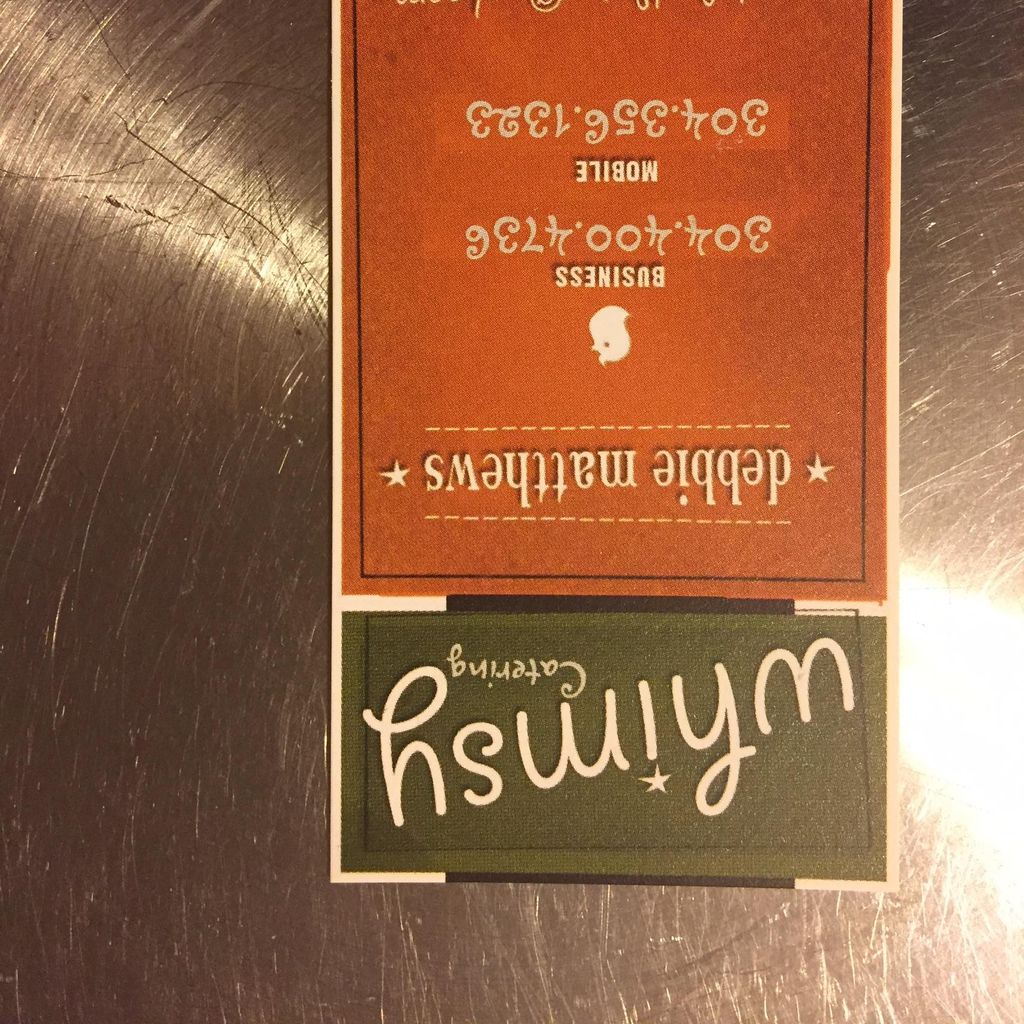 whimsy
Catering
debbie matthews
BUSINESS
304.400.4736
MOBILE
304.356.1323